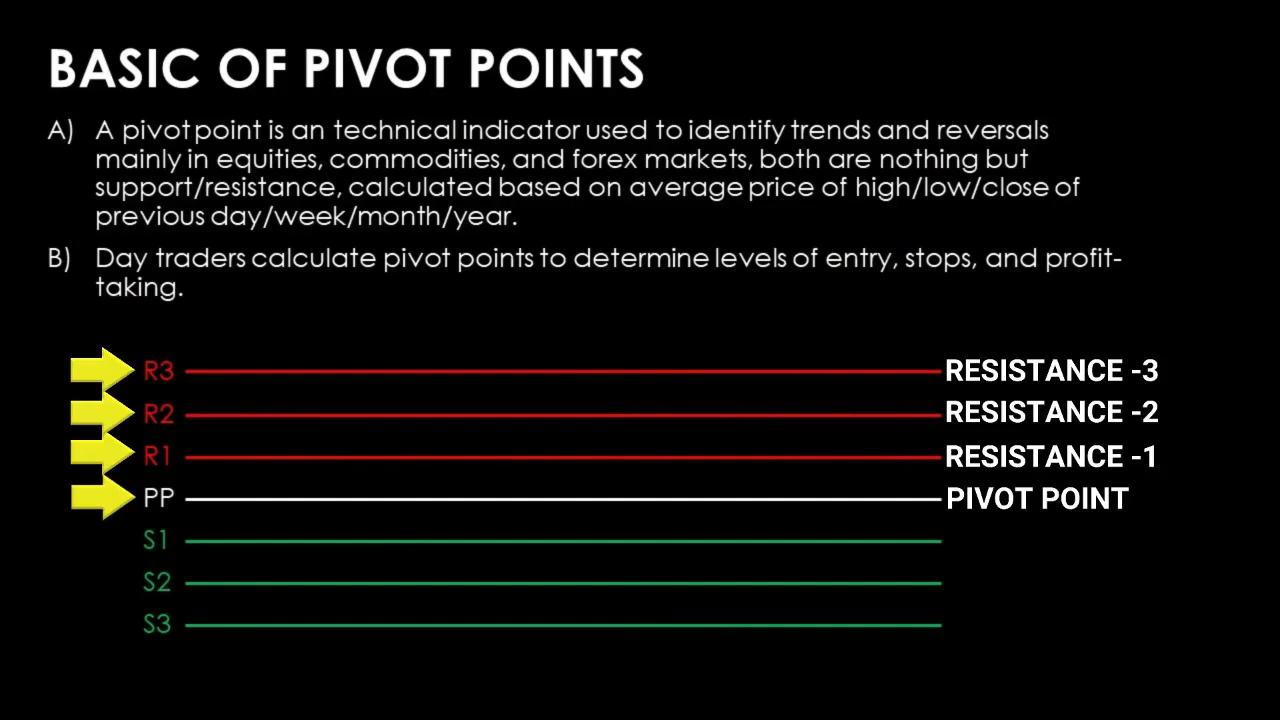 BASIC OF PIVOT POINTS
A) A pivot point is an technical indicator used to identify trends and reversals
mainly in equities, commodities, and forex markets, both are nothing but
support/resistance, calculated based on average price of high/low/close of
previous day/week/month/year.
B) Day traders calculate pivot points to determine levels of entry, stops, and profit-
taking.
R3 RESISTANCE -3
R2 RESISTANCE -2
R1 RESISTANCE -1
PP PIVOT POINT
S1
S2
S3